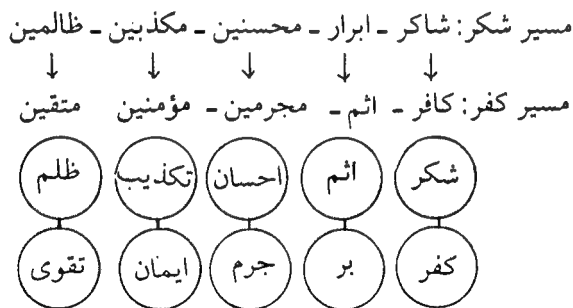 مسیر شکر: شاکر ـ ابرار ـ محسنین ـ مکذبین ـ ظالمین
↓ ↓ ↓ ↓ ↓
مسیر کفر: کافر ـ اثم ـ مجرمین ـ مؤمنین متقین
شکر اثم احسان تکذیب ظلم
کفر بر جرم ایمان تقوی